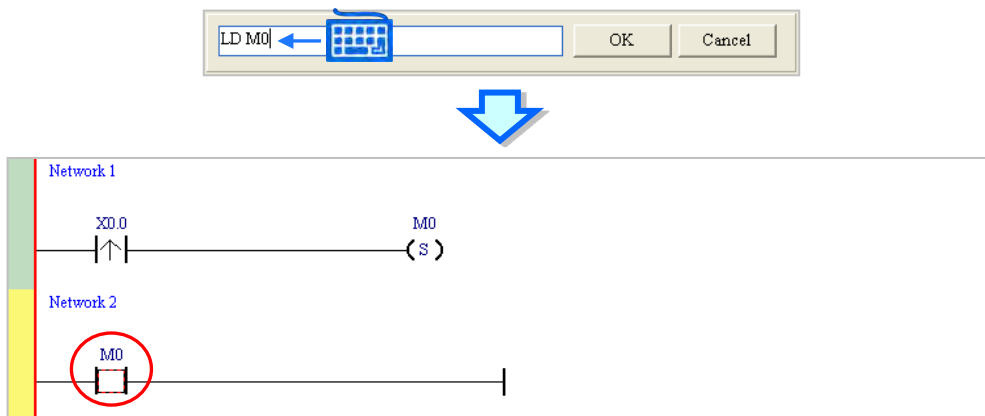 LD M0 OK Cancel
Network 1
X0.0 M0
S
Network 2
M0